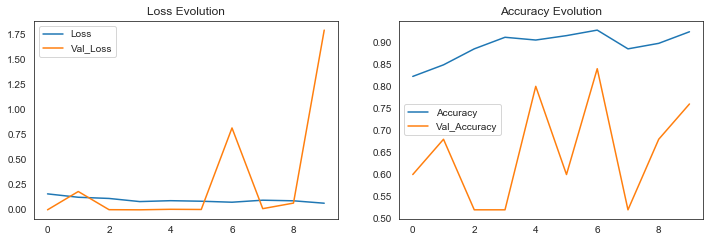 Loss Evolution
Loss
Val_Loss
1.75
1.50
1.25
1.00
0.75
0.50
0.25
0.00
0 2 4 6 8
Accuracy Evolution
0.90
0.85
0.80
0.75
0.70
0.65
0.60
0.55
0.50
Accuracy
Val_Accuracy
0 2 4 6 8